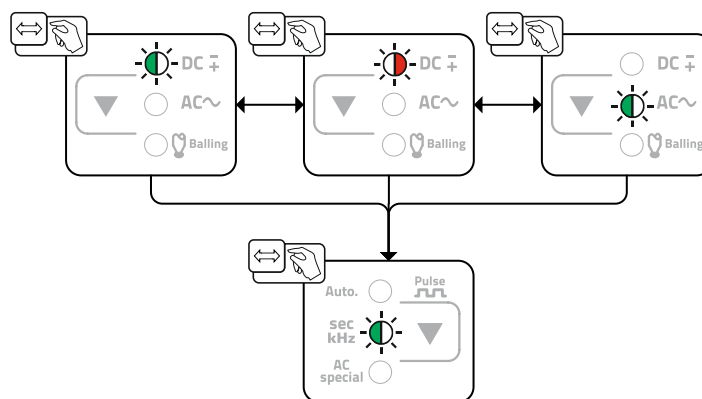 DC - +
AC~
Balling
DC - +
AC~
Balling
DC - +
AC~
Balling
Auto.
Pulse
sec
kHz
AC
special